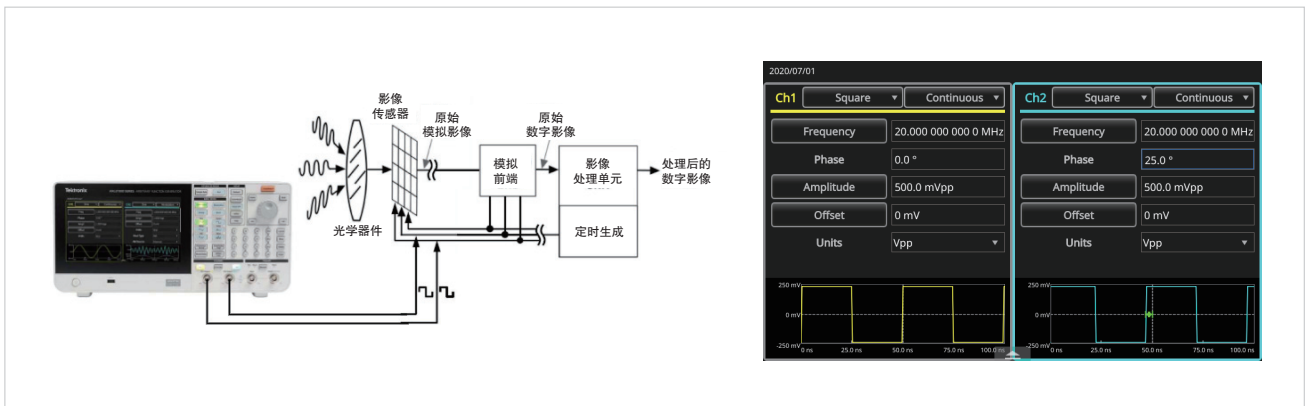 影像
传感器
原始
模拟影像
原始
数字影像
模拟
前端
影像
处理单元
处理后的
数字影像
定时生成
光学器件
Tektronix
2020/07/01
Ch1 Square Continuous
Frequency 20.000 000 000 0 MHz
Phase 0.0 °
Amplitude 500.0 mVpp
Offset 0 mV
Units Vpp
250 mV
0 mV
-250 mV
0 ns 25.0 ns 50.0 ns 75.0 ns 100.0
Ch2 Square Continuous
Frequency 20.000 000 000 0 MHz
Phase 25.0 °
Amplitude 500.0 mVpp
Offset 0 mV
Units Vpp
250 mV
0 mV
-250 mV
0 ns 25.0 ns 50.0 ns 75.0 ns 100.0 ns